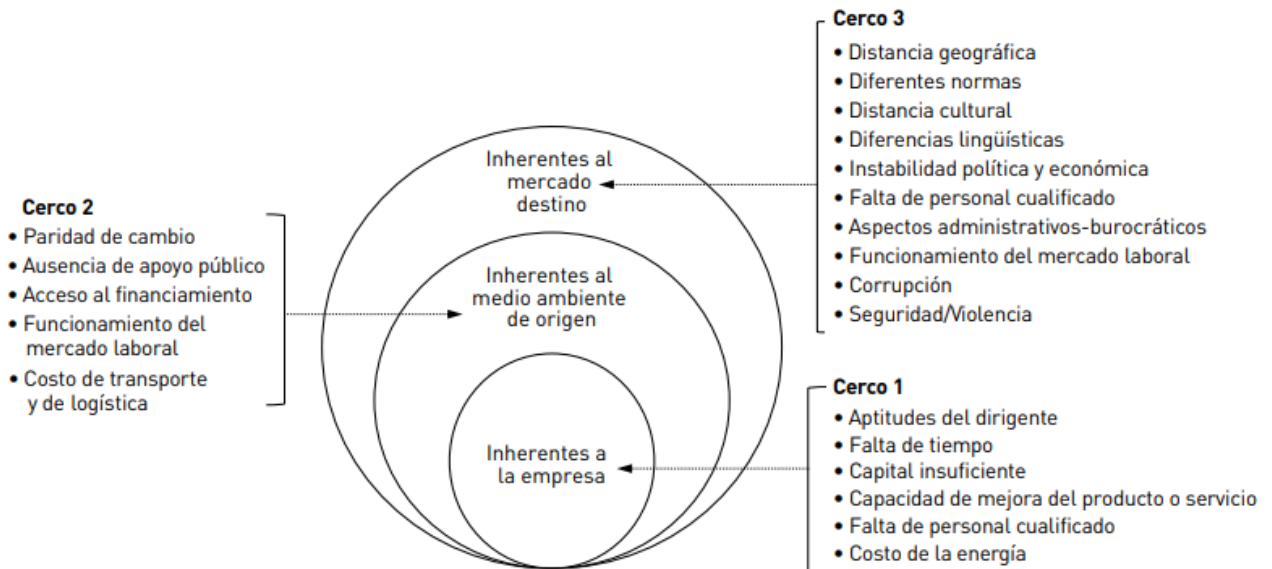 Cerco 3
• Distancia geográfica
• Diferentes normas
• Distancia cultural
• Diferencias lingüísticas
• Instabilidad política y económica
• Falta de personal cualificado
• Aspectos administrativos-burocráticos
• Funcionamiento del mercado laboral
• Corrupción
• Seguridad/Violencia
Inherentes al
mercado
destino
Cerco 2
• Paridad de cambio
• Ausencia de apoyo público
• Acceso al financiamiento
• Funcionamiento del
mercado laboral
• Costo de transporte
y de logística
Inherentes al
medio ambiente
de origen
Cerco 1
• Aptitudes del dirigente
• Falta de tiempo
• Capital insuficiente
• Capacidad de mejora del producto o servicio
• Falta de personal cualificado
• Costo de la energía
Inherentes a
la empresa